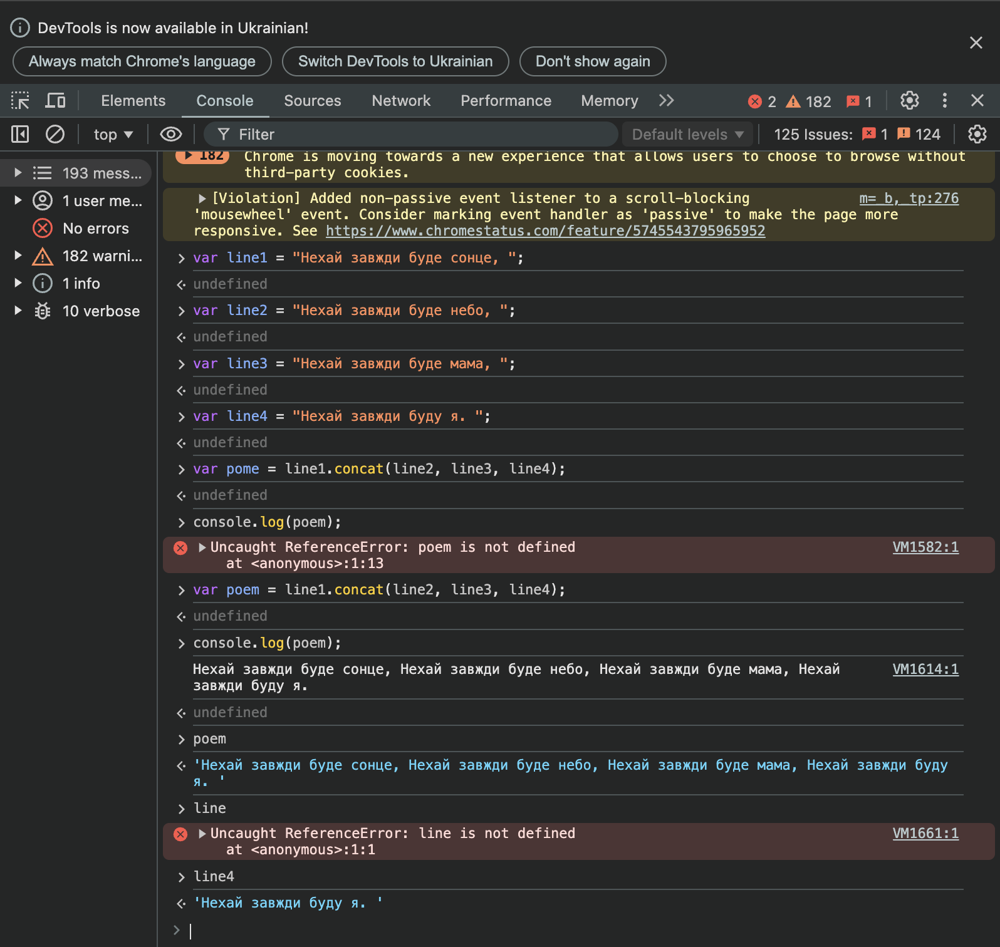 DevTools is now available in Ukrainian!
Always match Chrome's language
Switch DevTools to Ukrainian
Don't show again
Elements Console Sources Network Performance Memory 2 182 1
top Filter Default levels 125 Issues: 1 124
193 mess...
1 user me...
No errors
182 warni...
1 info
10 verbose
182 Chrome is moving towards a new experience that allows users to choose to browse without
third-party cookies.
[Violation] Added non-passive event listener to a scroll-blocking m=_b,_tp:276
'mousewheel' event. Consider marking event handler as 'passive' to make the page more
responsive. See https://www.chromestatus.com/feature/5745543795965952
> var line1 = "Нехай завжди буде сонце, ";
undefined
> var line2 = "Нехай завжди буде небо, ";
undefined
> var line3 = "Нехай завжди буде мама, ";
undefined
> var line4 = "Нехай завжди буду я. ";
undefined
> var pome = line1.concat(line2, line3, line4);
undefined
> console.log(poem);
Uncaught ReferenceError: poem is not defined VM1582:1
at <anonymous>:1:13
> var poem = line1.concat(line2, line3, line4);
undefined
> console.log(poem);
Нехай завжди буде сонце, Нехай завжди буде небо, Нехай завжди буде мама, Нехай VM1614:1
завжди буду я.
undefined
> poem
'Нехай завжди буде сонце, Нехай завжди буде небо, Нехай завжди буде мама, Нехай завжди буду
я. '
> line
Uncaught ReferenceError: line is not defined VM1661:1
at <anonymous>:1:1
> line4
'Нехай завжди буду я. '
>